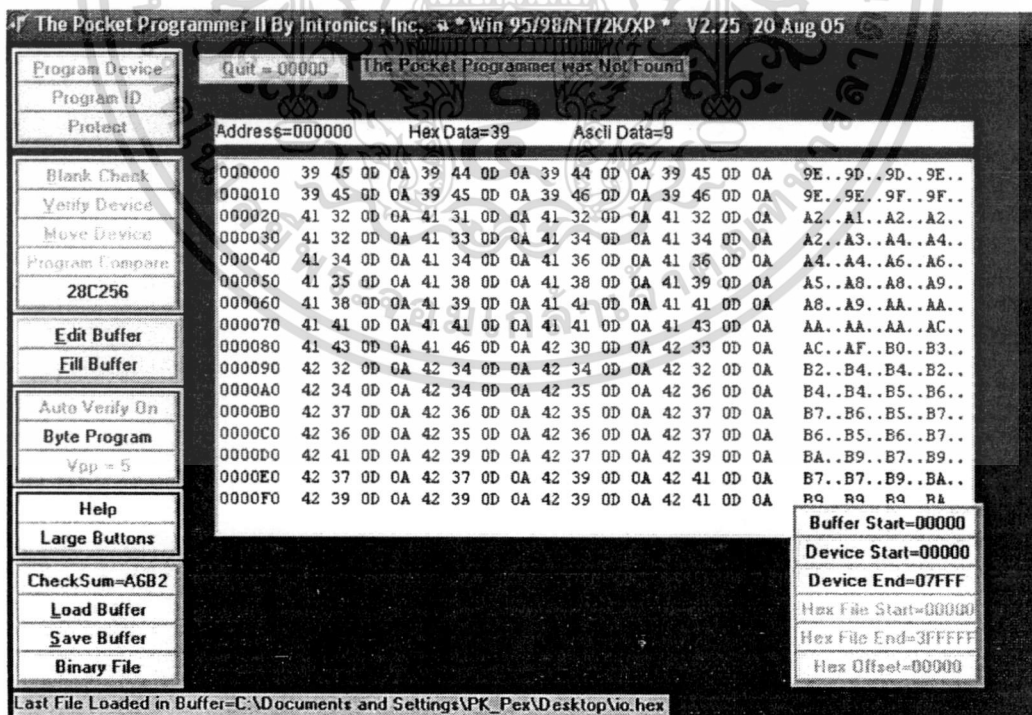 The Pocket Programmer II By Intronics, Inc. * Win 95/98/NT/2K/XP * V2.25 20 Aug 05
Program Device
Program ID
Protect
Quit = 00000
The Pocket Programmer was Not Found
Address=000000 Hex Data=39 Ascii Data=9
Blank Check
Verify Device
Move Device
Program Compare
28C256
Edit Buffer
Fill Buffer
Auto Verify On
Byte Program
Vpp = 5
Help
Large Buttons
CheckSum=A6B2
Load Buffer
Save Buffer
Binary File
000000 39 45 0D 0A 39 44 0D 0A 39 44 0D 0A 39 45 0D 0A 9E..9D..9D..9E..
000010 39 45 0D 0A 39 45 0D 0A 39 46 0D 0A 39 46 0D 0A 9E..9E..9F..9F..
000020 41 32 0D 0A 41 31 0D 0A 41 32 0D 0A 41 32 0D 0A A2..A1..A2..A2..
000030 41 32 0D 0A 41 33 0D 0A 41 34 0D 0A 41 34 0D 0A A2..A3..A4..A4..
000040 41 34 0D 0A 41 34 0D 0A 41 36 0D 0A 41 36 0D 0A A4..A4..A6..A6..
000050 41 35 0D 0A 41 38 0D 0A 41 38 0D 0A 41 39 0D 0A A5..A8..A8..A9..
000060 41 38 0D 0A 41 39 0D 0A 41 41 0D 0A 41 41 0D 0A A8..A9..AA..AA..
000070 41 41 0D 0A 41 41 0D 0A 41 41 0D 0A 41 43 0D 0A AA..AA..AA..AC..
000080 41 43 0D 0A 41 46 0D 0A 42 30 0D 0A 42 33 0D 0A AC..AF..B0..B3..
000090 42 32 0D 0A 42 34 0D 0A 42 34 0D 0A 42 32 0D 0A B2..B4..B4..B2..
0000A0 42 34 0D 0A 42 34 0D 0A 42 35 0D 0A 42 36 0D 0A B4..B4..B5..B6..
0000B0 42 37 0D 0A 42 36 0D 0A 42 35 0D 0A 42 37 0D 0A B7..B6..B5..B7..
0000C0 42 36 0D 0A 42 35 0D 0A 42 36 0D 0A 42 37 0D 0A B6..B5..B6..B7..
0000D0 42 41 0D 0A 42 39 0D 0A 42 37 0D 0A 42 39 0D 0A BA..B9..B7..B9..
0000E0 42 37 0D 0A 42 37 0D 0A 42 39 0D 0A 42 41 0D 0A B7..B7..B9..BA..
0000F0 42 39 0D 0A 42 39 0D 0A 42 39 0D 0A 42 41 0D 0A B9 B9 B9 BA
Buffer Start=00000
Device Start=00000
Device End=07FFF
Hex File Start=00000
Hex File End=3FFFFF
Hex Offset=00000
Last File Loaded in Buffer=C:\Documents and Settings\PK_Pex\Desktop\io.hex